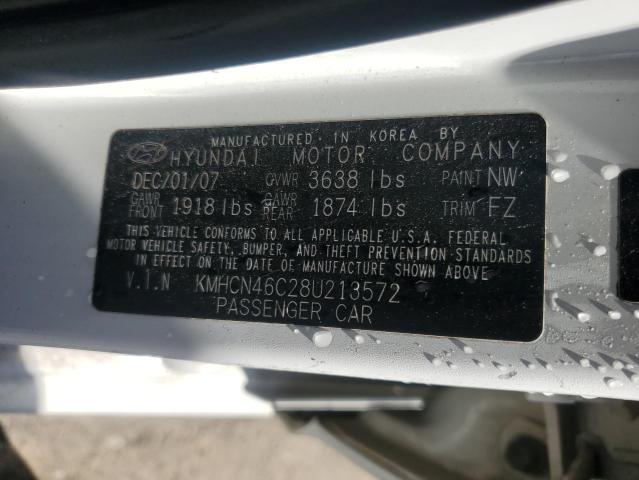 MANUFACTURED IN KOREA BY
HYUNDAI MOTOR COMPANY
DEC/01/07 GVWR 3638 lbs PAINT NW
GAWR FRONT 1918 lbs GAWR REAR 1874 lbs TRIM FZ
THIS VEHICLE CONFORMS TO ALL APPLICABLE U.S.A. FEDERAL
MOTOR VEHICLE SAFETY, BUMPER, AND THEFT PREVENTION STANDARDS
IN EFFECT ON THE DATE OF MANUFACTURE SHOWN ABOVE
V.I.N KMHCN46C28U213572
PASSENGER CAR